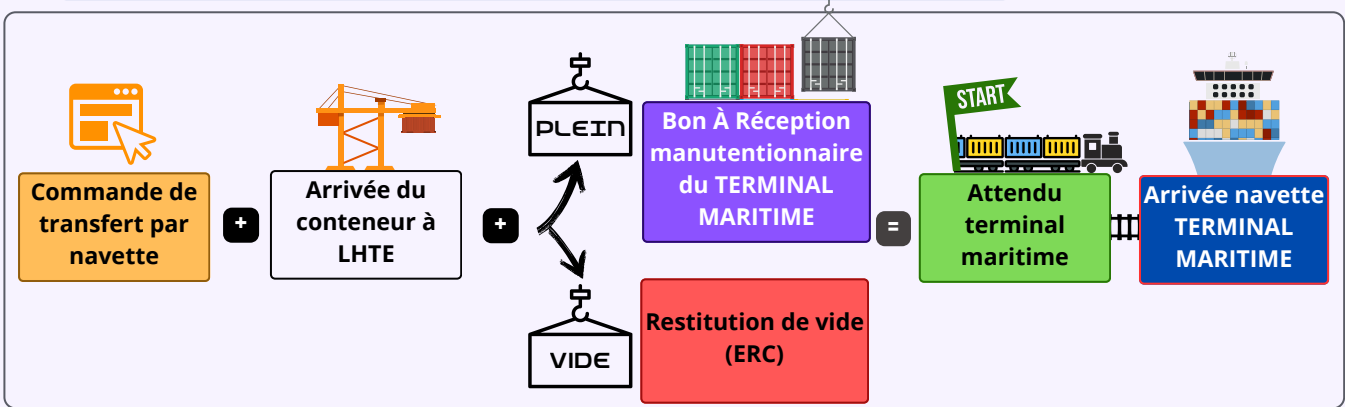 Commande de
transfert par
navette
+
Arrivée du
conteneur à
LHTE
+
PLEIN
Bon À Réception
manutentionnaire
du TERMINAL
MARITIME
VIDE
Restitution de vide
(ERC)
=
START
Attendu
terminal
maritime
Arrivée navette
TERMINAL
MARITIME